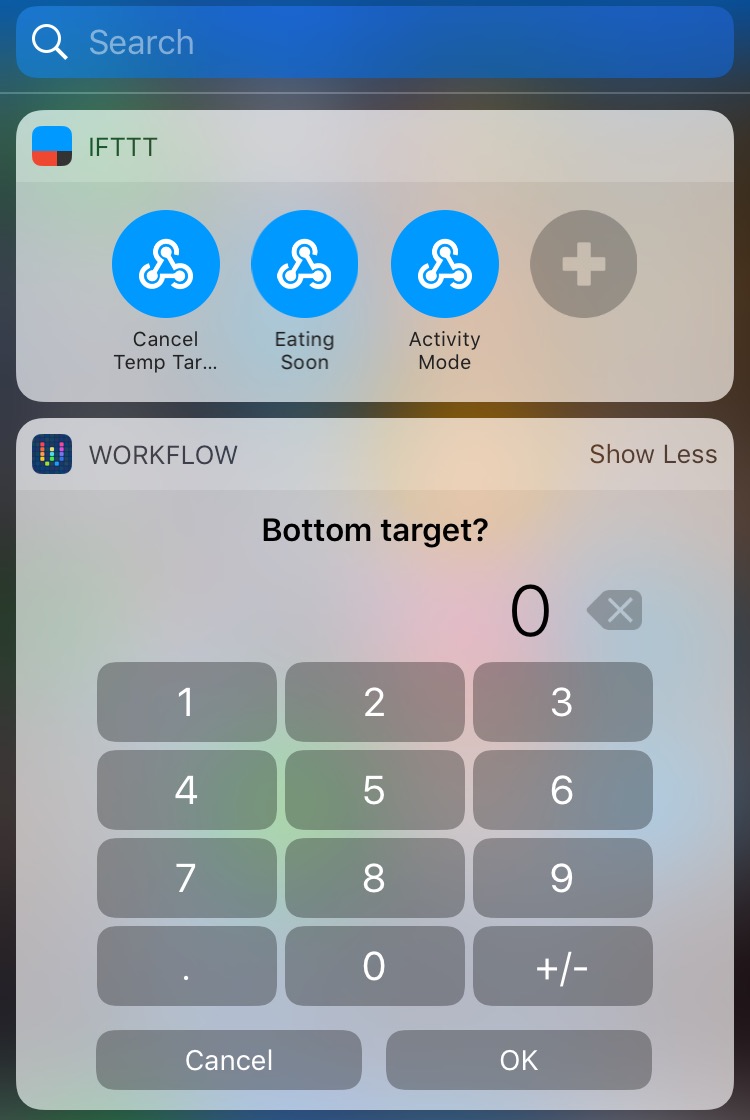 Search
IFTTT
Cancel
Temp Tar...
Eating
Soon
Activity
Mode
WORKFLOW
Show Less
Bottom target?
0
1 2 3
4 5 6
7 8 9
. 0 +/-
Cancel OK